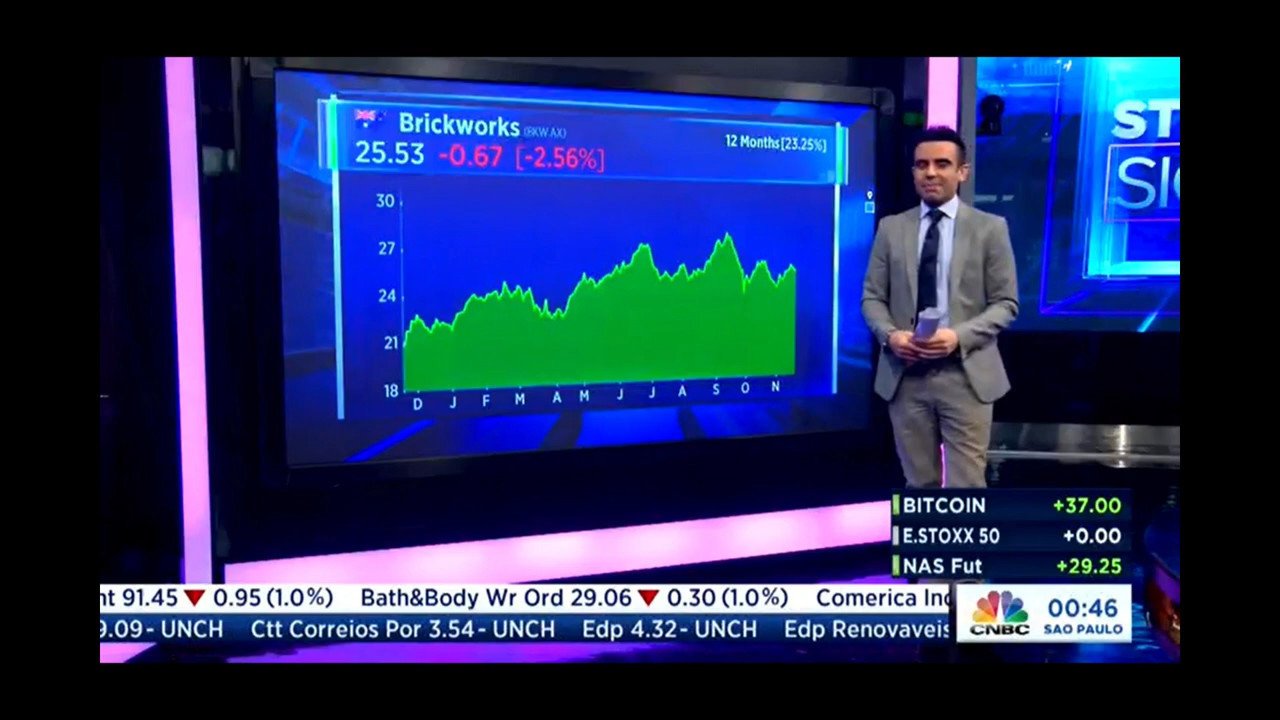 Brickworks (BKW.AX)
25.53 -0.67 [-2.56%]
12 Months [23.25%]
30
27
24
21
18
D J F M A M J J A S O N
ST
BITCOIN +37.00
E.STOXX 50 +0.00
NAS Fut +29.25
nt 91.45 ▼ 0.95 (1.0%) Bath&Body Wr Ord 29.06 ▼ 0.30 (1.0%) Comerica Inc
9.09 - UNCH Ctt Correios Por 3.54 - UNCH Edp 4.32 - UNCH Edp Renovaveis
CNBC
00:46
SAO PAULO